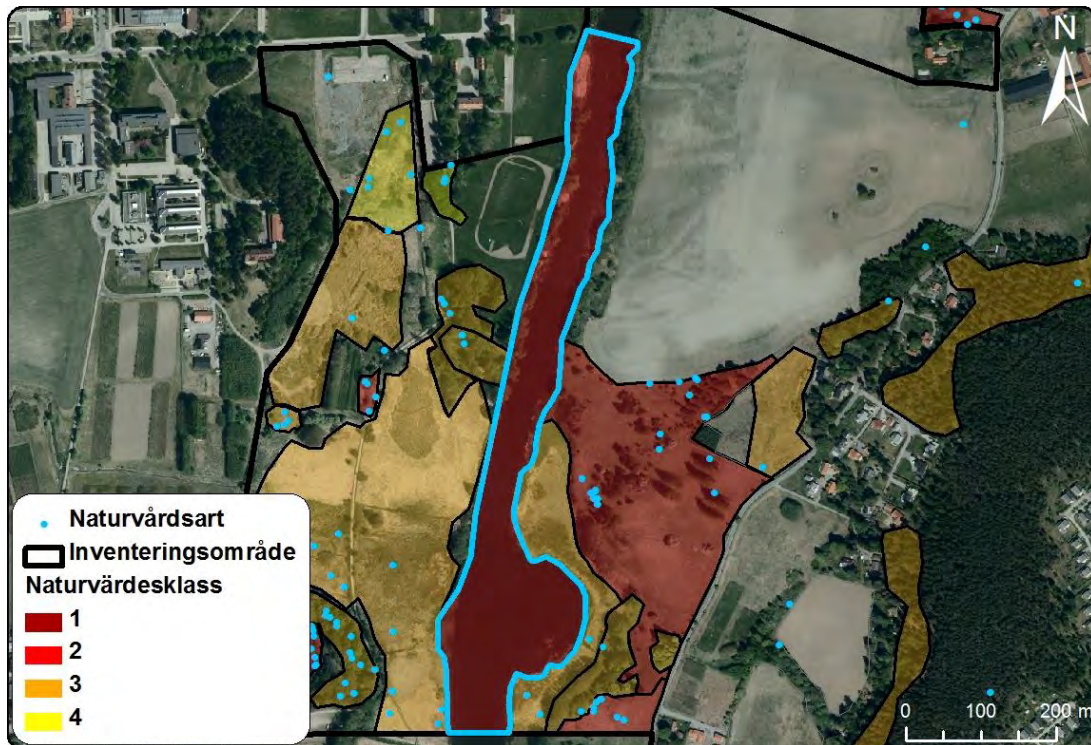 N
Naturvårdsart
Inventeringsområde
Naturvärdesklass
1
2
3
4
0 100 200 m